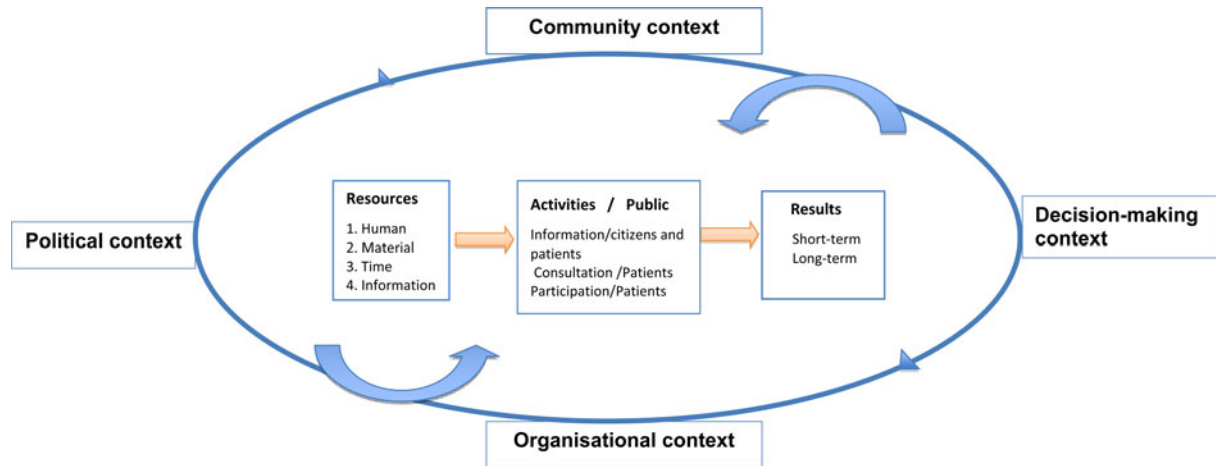 Community context
Political context
Resources
1. Human
2. Material
3. Time
4. Information
Activities / Public
Information/citizens and
patients
Consultation /Patients
Participation/Patients
Results
Short-term
Long-term
Decision-making
context
Organisational context